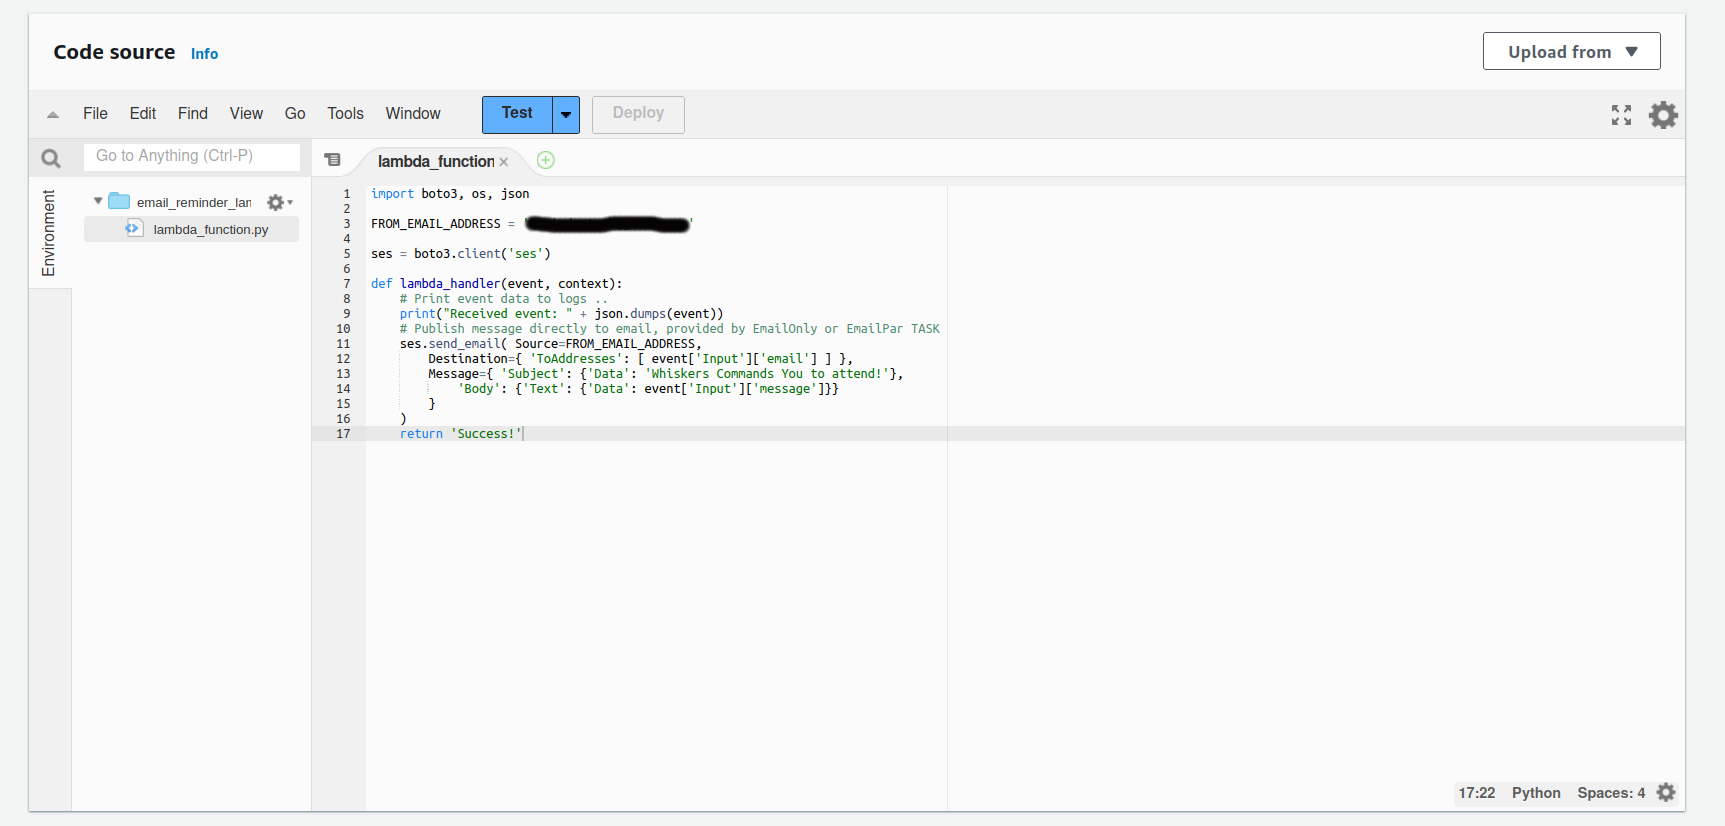 Code source Info
Upload from
File Edit Find View Go Tools Window Test Deploy
Go to Anything (Ctrl-P)
lambda_function
Environment
email_reminder_lan
lambda_function.py
1 import boto3, os, json
2
3 FROM_EMAIL_ADDRESS = '
4
5 ses = boto3.client('ses')
6
7 def lambda_handler(event, context):
8     # Print event data to logs ..
9     print("Received event: " + json.dumps(event))
10     # Publish message directly to email, provided by EmailOnly or EmailPar TASK
11     ses.send_email( Source=FROM_EMAIL_ADDRESS,
12         Destination={ 'ToAddresses': [ event['Input']['email'] ] },
13         Message={ 'Subject': {'Data': 'Whiskers Commands You to attend!'},
14             'Body': {'Text': {'Data': event['Input']['message']}}
15         }
16     )
17     return 'Success!'
17:22 Python Spaces: 4